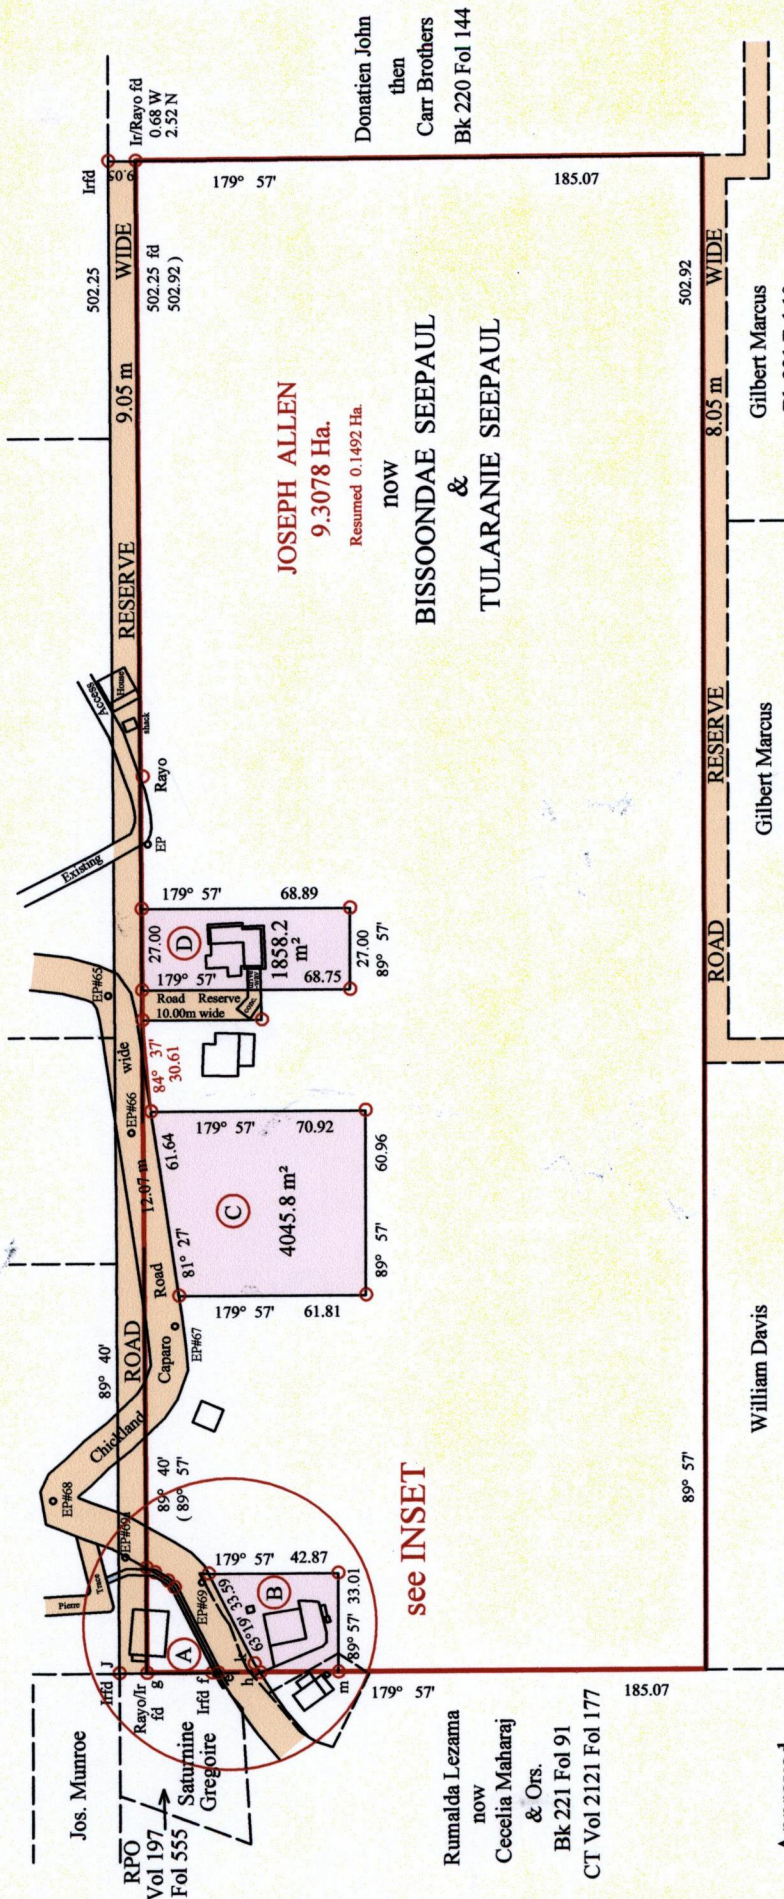 Donatien John
then
Carr Brothers
Bk 220 Fol 144
Irfd
9.05
Ir/Rayo fd
0.68 W
2.52 N
179° 57'
185.07
502.25
WIDE
502.25 fd
502.92 )
502.92
WIDE
9.05 m
8.05 m
Gilbert Marcus
JOSEPH ALLEN
9.3078 Ha.
Resumed 0.1492 Ha.
now
BISSOONDAE SEEPAUL
&
TULARANIE SEEPAUL
RESERVE
RESERVE
Access
House
shack
Rayo
EP
Existing
Gilbert Marcus
179° 57'
68.89
27.00
D
1858.2
m²
27.00
89° 57'
179° 57'
68.75
Road Reserve
10.00m wide
conc.
EP#65
ROAD
wide
84° 37'
30.61
EP#66
12.07 m
61.64
179° 57'
70.92
60.96
C
4045.8 m²
81° 27'
89° 57'
179° 57'
61.81
Road
Caparo
EP#67
ROAD
89° 40'
Chickland
William Davis
EP#68
89° 40'
( 89° 57'
89° 57'
see INSET
EP#69a
Pierre
Trace
EP#69
179° 57'
42.87
63°19' 33.59
B
33.01
89° 57'
A
Irfd J
Rayo/Ir
fd g
Irfd f
e
h
k
m
179° 57'
185.07
Jos. Munroe
RPO
Vol 197
Fol 555
Saturnine
Gregoire
Rumalda Lezama
now
Cecelia Maharaj
& Ors.
Bk 221 Fol 91
CT Vol 2121 Fol 177